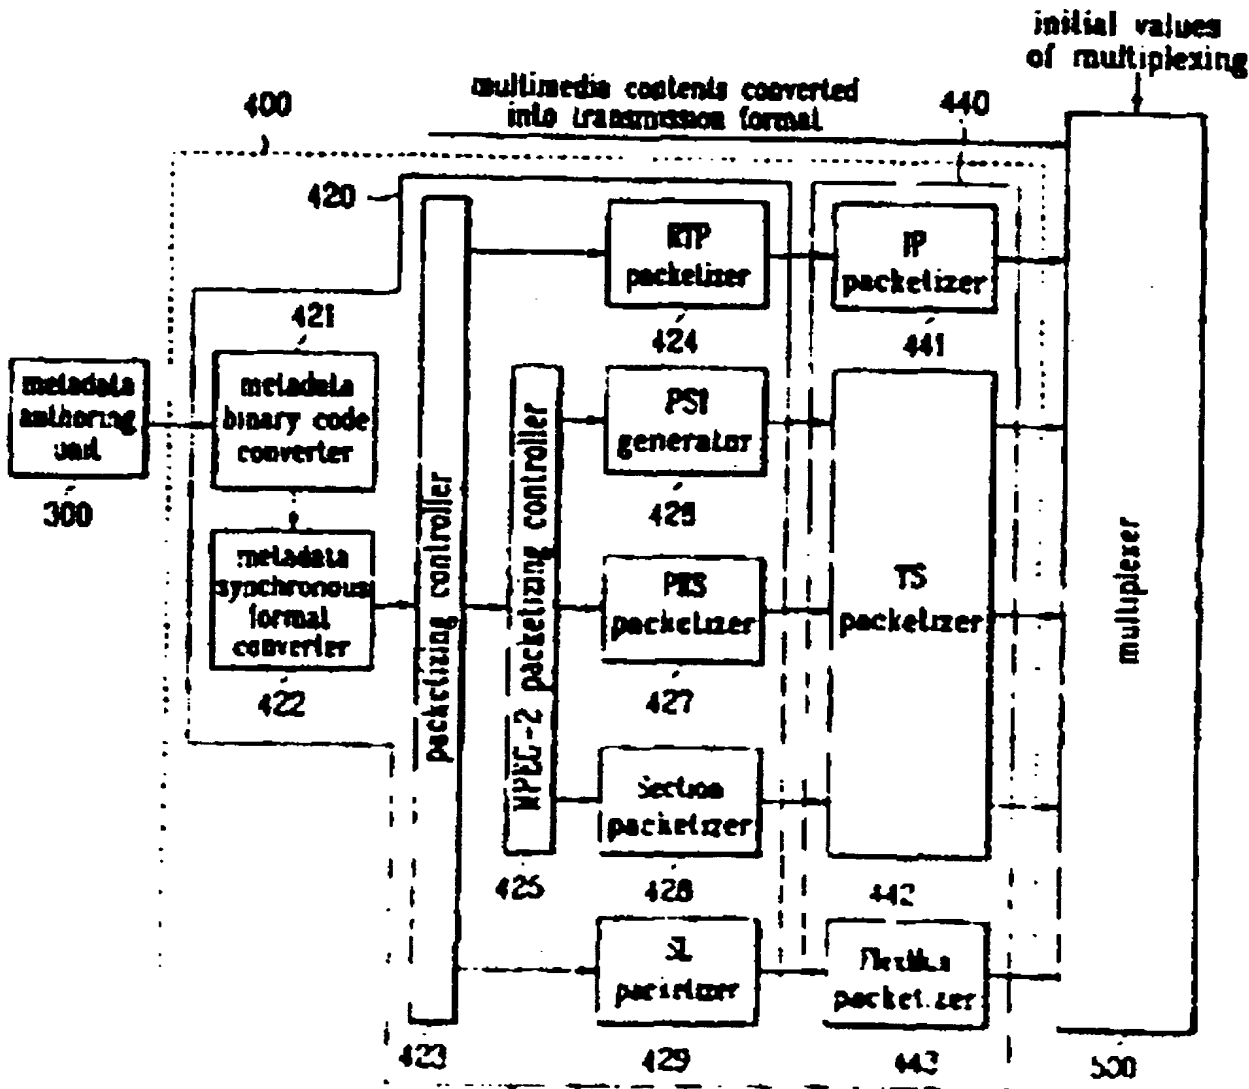 initial values
of multiplexing
multimedia contents converted
into transmission format
400
440
420
RTP
packetizer
IP
packetizer
421
424
441
metadata
authoring
unit
300
metadata
binary code
converter
PSI
generator
426
metadata
synchronous
format
converter
422
packetizing controller
MPEG-2 packetizing controller
PES
packetizer
427
TS
packetizer
multiplexer
Section
packetizer
425
428
442
SL
packetizer
FlexMux
packetizer
423
429
443
500